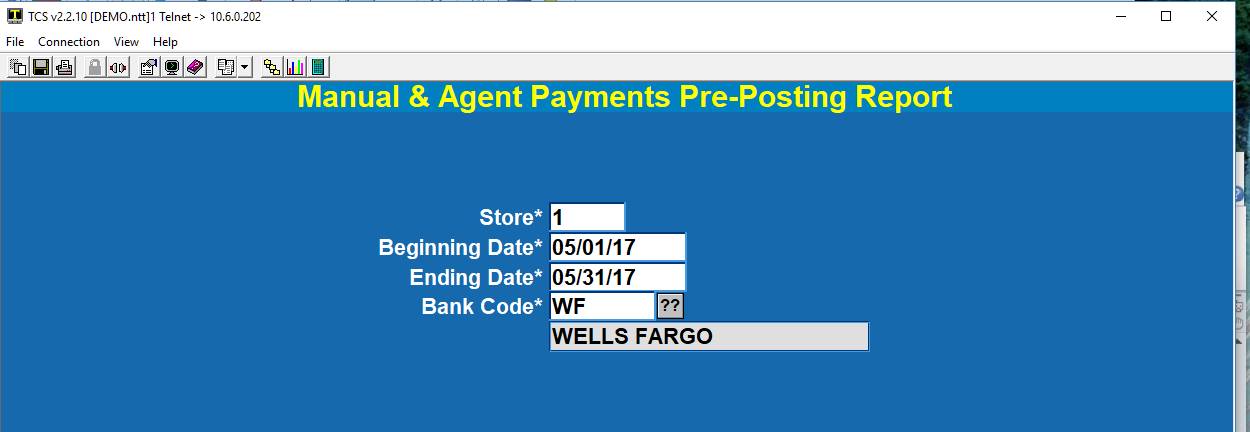 TCS v2.2.10 [DEMO.ntt]1 Telnet -> 10.6.0.202
File Connection View Help
Manual & Agent Payments Pre-Posting Report
Store* 1
Beginning Date* 05/01/17
Ending Date* 05/31/17
Bank Code* WF ??
WELLS FARGO